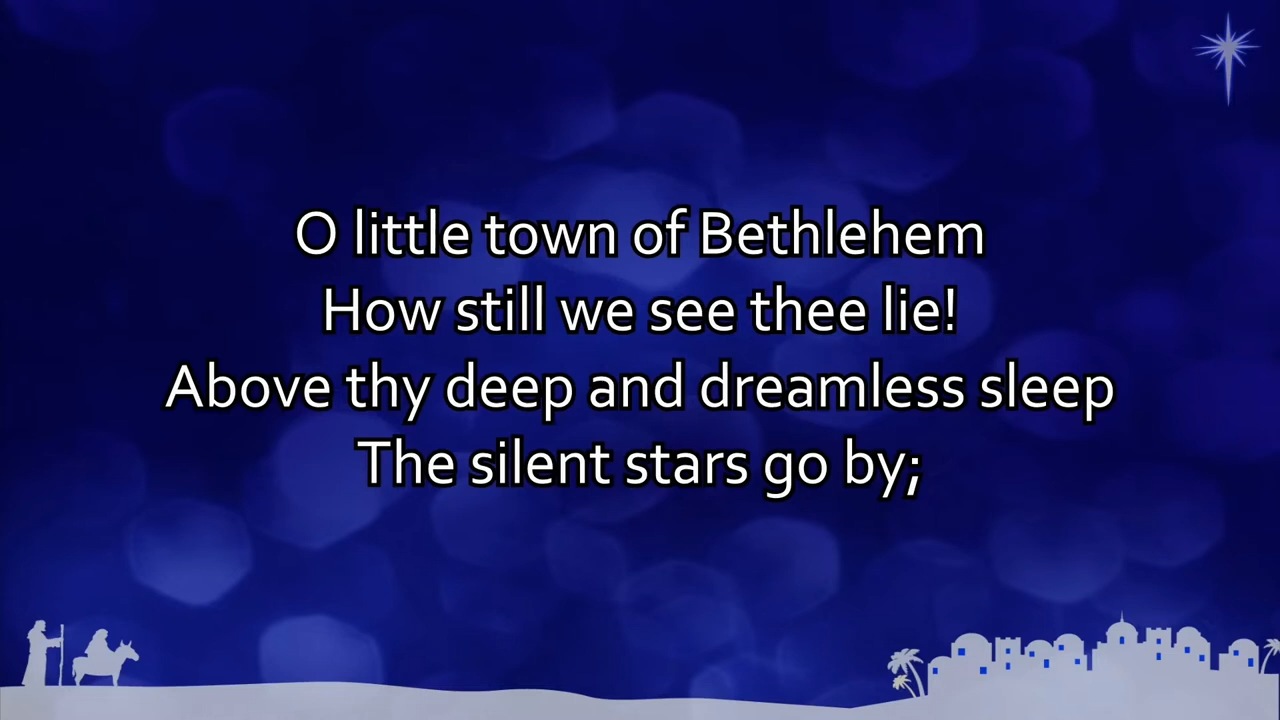 O little town of Bethlehem
How still we see thee lie!
Above thy deep and dreamless sleep
The silent stars go by;